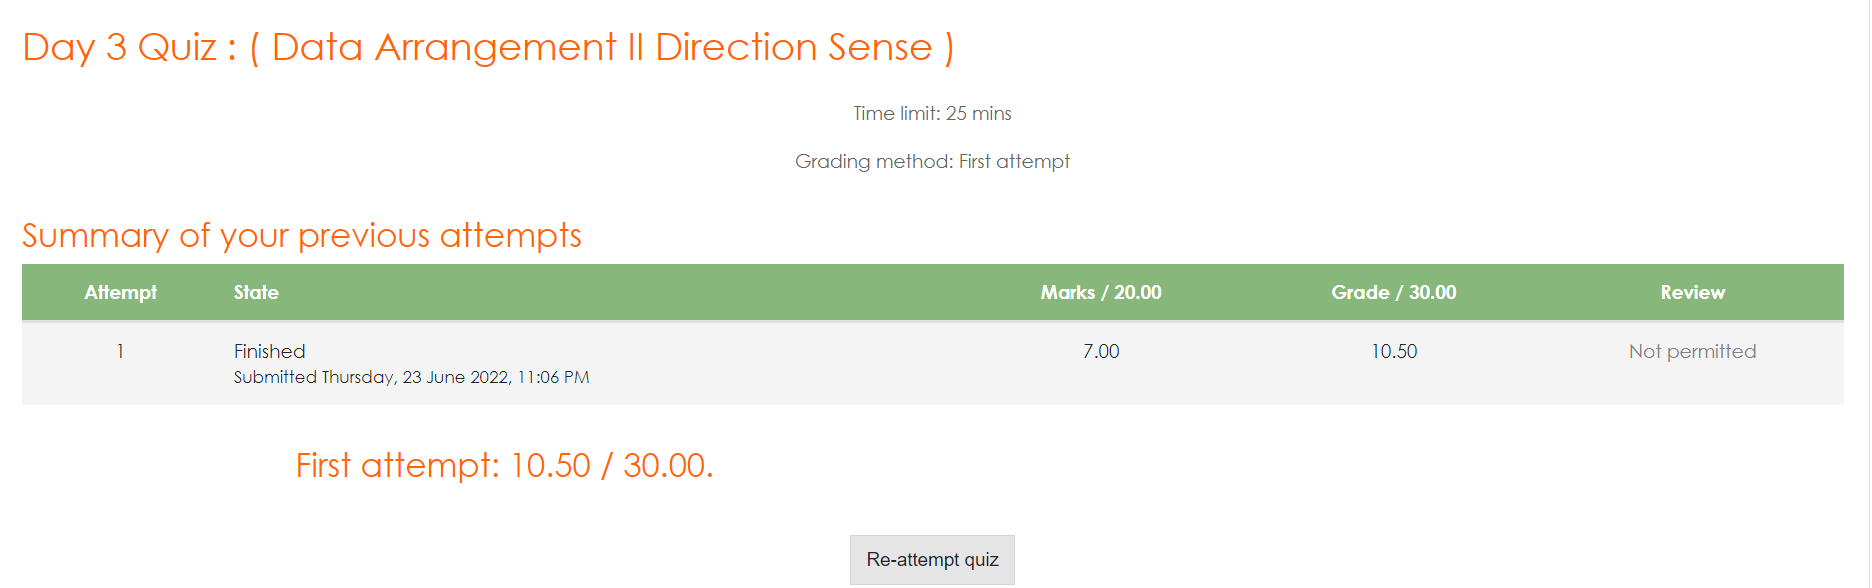 Day 3 Quiz : ( Data Arrangement II Direction Sense )
Time limit: 25 mins
Grading method: First attempt
Summary of your previous attempts
Attempt State Marks / 20.00 Grade / 30.00 Review
1 Finished 7.00 10.50 Not permitted
Submitted Thursday, 23 June 2022, 11:06 PM
First attempt: 10.50 / 30.00.
Re-attempt quiz